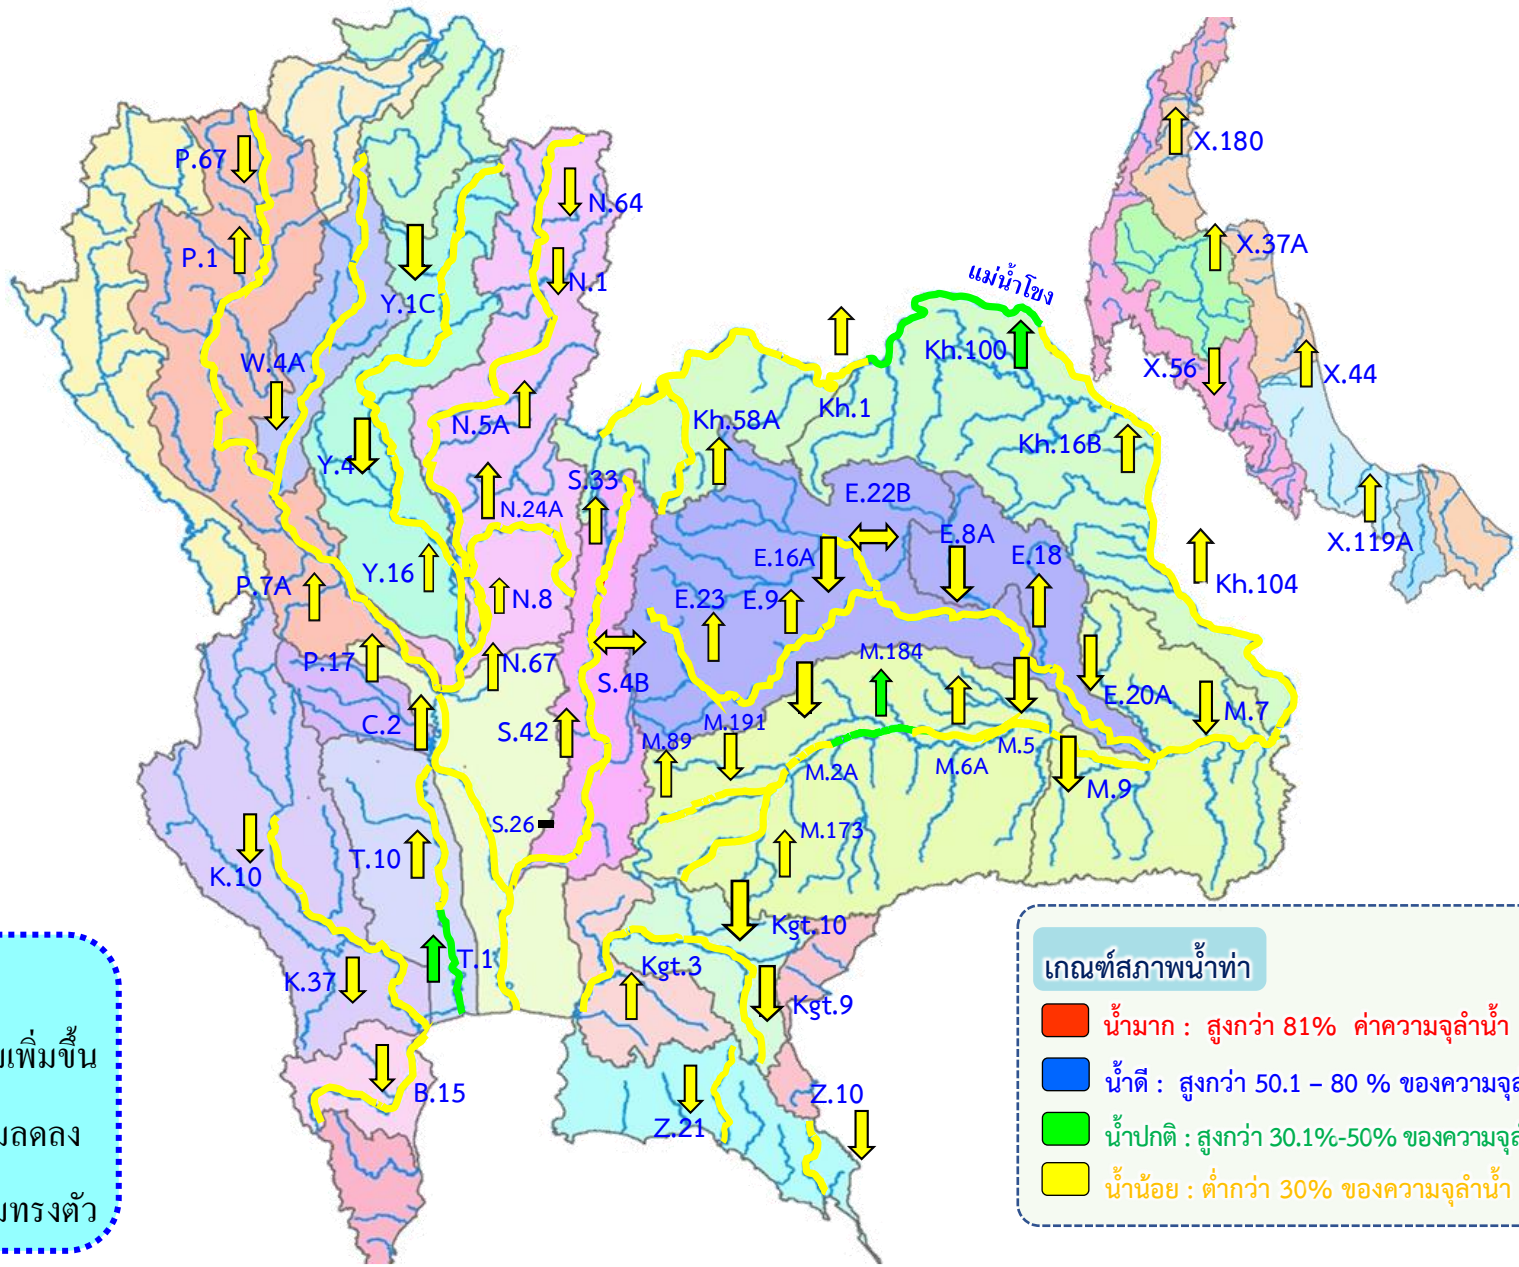 P.67
P.1
W.4A
Y.1C
Y.4
N.64
N.1
N.5A
N.24A
N.8
Y.16
P.7A
P.17
N.67
C.2
S.33
S.4B
S.42
S.26
T.10
T.1
K.10
K.37
B.15
แม่น้ำโขง
Kh.58A
Kh.1
Kh.100
Kh.16B
Kh.104
E.22B
E.16A
E.8A
E.18
E.23
E.9
E.20A
M.184
M.191
M.89
M.2A
M.6A
M.5
M.9
M.7
M.173
Kgt.10
Kgt.3
Kgt.9
Z.21
Z.10
X.180
X.37A
X.56
X.44
X.119A
เพิ่มขึ้น
ลดลง
ทรงตัว
เกณฑ์สภาพน้ำท่า
น้ำมาก : สูงกว่า 81% ค่าความจุลำน้ำ
น้ำดี : สูงกว่า 50.1 – 80 % ของความจุ
น้ำปกติ : สูงกว่า 30.1%-50% ของความจุ
น้ำน้อย : ต่ำกว่า 30% ของความจุลำน้ำ